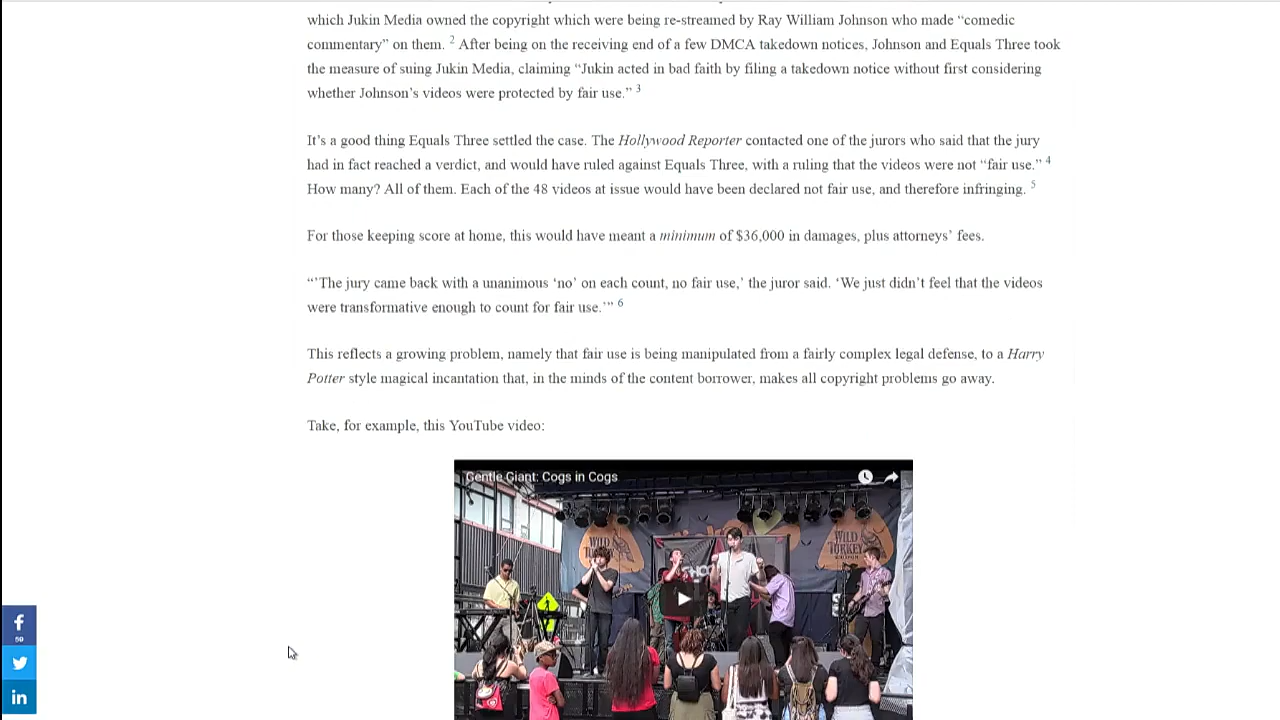 which Jukin Media owned the copyright which were being re-streamed by Ray William Johnson who made “comedic
commentary” on them. 2 After being on the receiving end of a few DMCA takedown notices, Johnson and Equals Three took
the measure of suing Jukin Media, claiming “Jukin acted in bad faith by filing a takedown notice without first considering
whether Johnson’s videos were protected by fair use.” 3
It’s a good thing Equals Three settled the case. The Hollywood Reporter contacted one of the jurors who said that the jury
had in fact reached a verdict, and would have ruled against Equals Three, with a ruling that the videos were not “fair use.” 4
How many? All of them. Each of the 48 videos at issue would have been declared not fair use, and therefore infringing. 5
For those keeping score at home, this would have meant a minimum of $36,000 in damages, plus attorneys’ fees.
“’The jury came back with a unanimous ‘no’ on each count, no fair use,’ the juror said. ‘We just didn’t feel that the videos
were transformative enough to count for fair use.’” 6
This reflects a growing problem, namely that fair use is being manipulated from a fairly complex legal defense, to a Harry
Potter style magical incantation that, in the minds of the content borrower, makes all copyright problems go away.
Take, for example, this YouTube video:
Gentle Giant: Cogs in Cogs
WILD
TURKEY
WILD
TURKEY
f
50
in